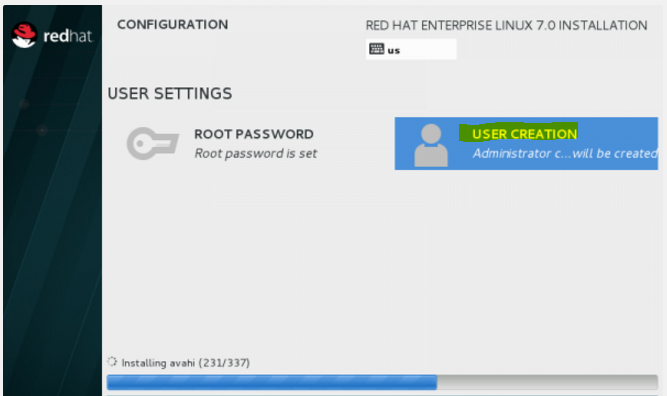 redhat
CONFIGURATION
RED HAT ENTERPRISE LINUX 7.0 INSTALLATION
us
USER SETTINGS
ROOT PASSWORD
Root password is set
USER CREATION
Administrator c...will be created
Installing avahi (231/337)